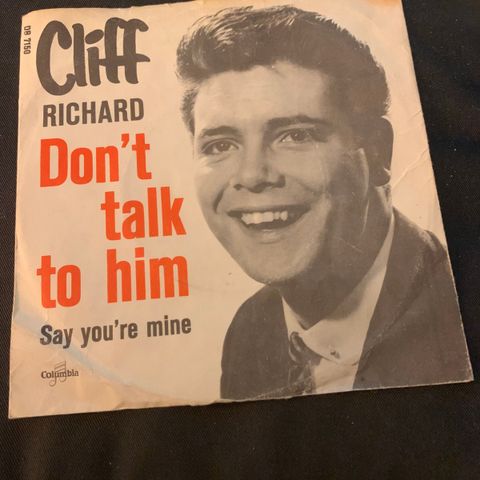 DB 7150
Cliff
RICHARD
Don't
talk
to him
Say you're mine
Columbia